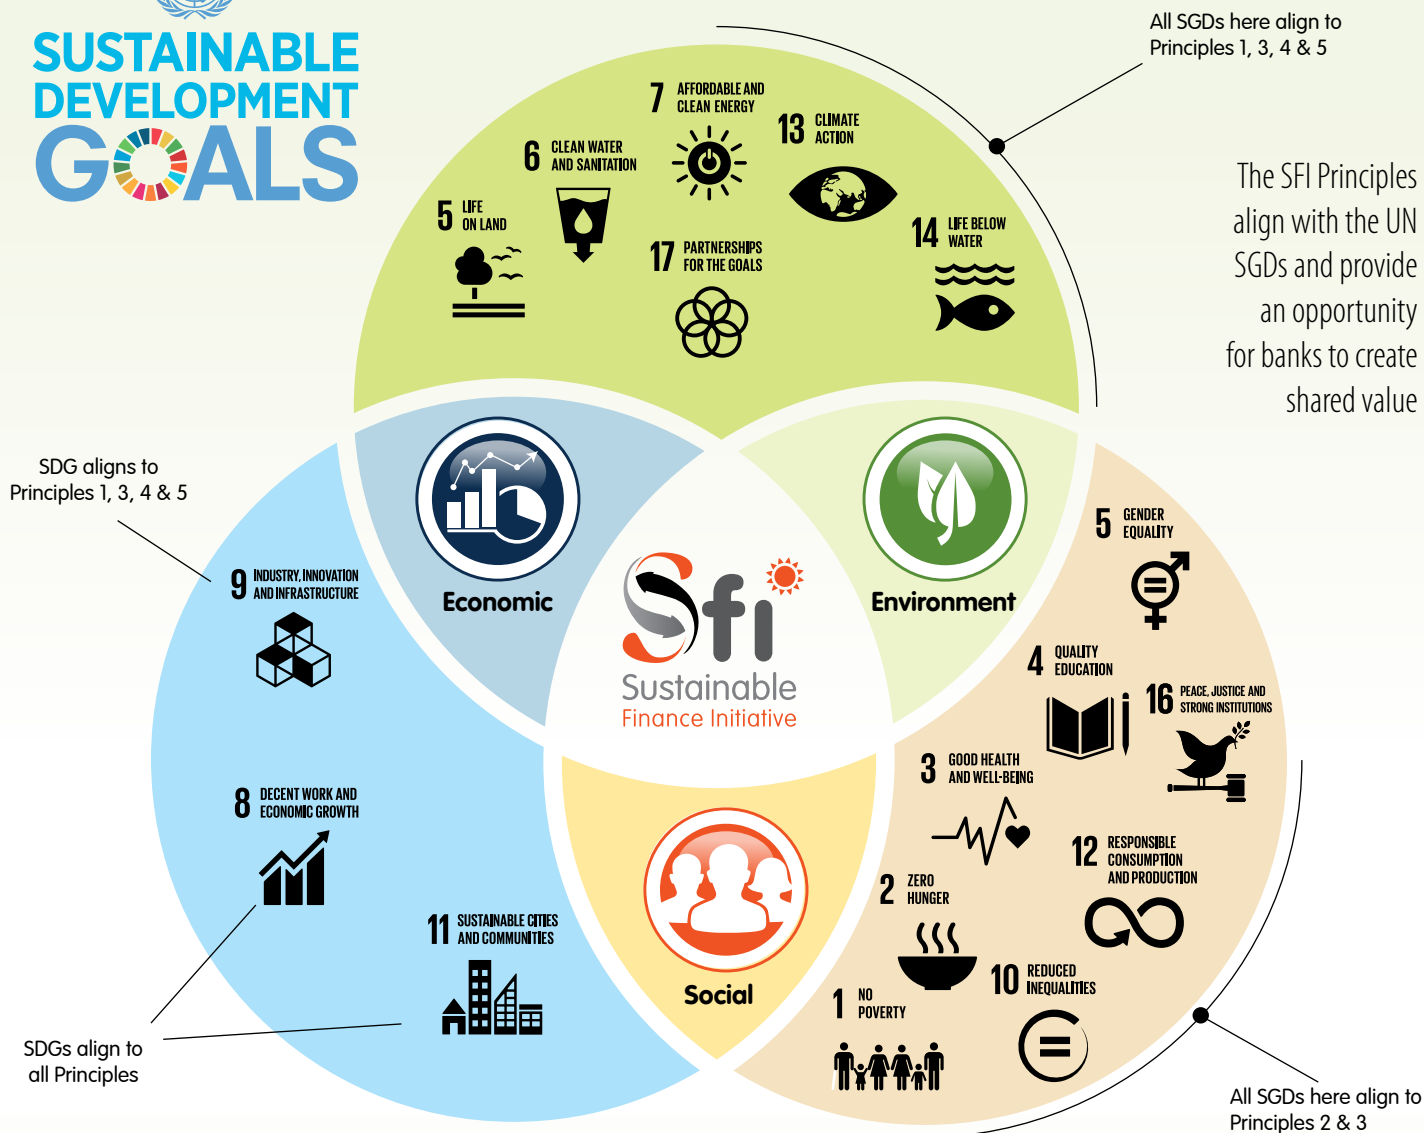 SUSTAINABLE
DEVELOPMENT
GOALS
All SGDs here align to
Principles 1, 3, 4 & 5
The SFI Principles
align with the UN
SGDs and provide
an opportunity
for banks to create
shared value
7 AFFORDABLE AND
CLEAN ENERGY
13 CLIMATE
ACTION
6 CLEAN WATER
AND SANITATION
5 LIFE
ON LAND
14 LIFE BELOW
WATER
17 PARTNERSHIPS
FOR THE GOALS
SDG aligns to
Principles 1, 3, 4 & 5
Economic
Environment
Sfi
Sustainable
Finance Initiative
9 INDUSTRY, INNOVATION
AND INFRASTRUCTURE
8 DECENT WORK AND
ECONOMIC GROWTH
11 SUSTAINABLE CITIES
AND COMMUNITIES
SDGs align to
all Principles
Social
5 GENDER
EQUALITY
4 QUALITY
EDUCATION
16 PEACE, JUSTICE AND
STRONG INSTITUTIONS
3 GOOD HEALTH
AND WELL-BEING
12 RESPONSIBLE
CONSUMPTION
AND PRODUCTION
2 ZERO
HUNGER
10 REDUCED
INEQUALITIES
1 NO
POVERTY
All SGDs here align to
Principles 2 & 3